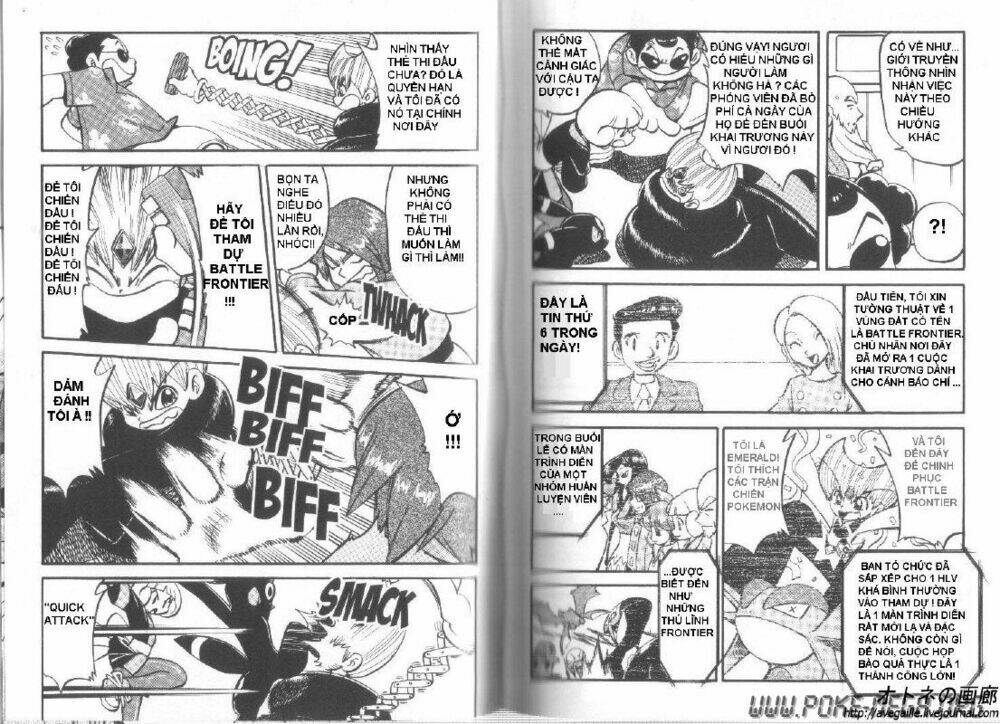 CÓ VẺ NHƯ...
GIỚI TRUYỀN
THÔNG NHÌN
NHẬN VIỆC
NÀY THEO
CHIỀU
HƯỚNG
KHÁC
?!
ĐÚNG VẬY! NGƯƠI
CÓ HIỂU NHỮNG GÌ
NGƯƠI LÀM
KHÔNG HẢ ? CÁC
PHÓNG VIÊN ĐÃ BỎ
PHÍ CẢ NGÀY CỦA
HỌ ĐỂ ĐẾN BUỔI
KHAI TRƯƠNG NÀY
VÌ NGƯƠI ĐÓ !
KHÔNG
THỂ MẤT
CẢNH GIÁC
VỚI CẬU TA
ĐƯỢC !
ĐẦU TIÊN, TÔI XIN
TƯỜNG THUẬT VỀ 1
VÙNG ĐẤT CÓ TÊN
LÀ BATTLE FRONTIER.
CHỦ NHÂN NƠI ĐÂY
ĐÃ MỞ RA 1 CUỘC
KHAI TRƯƠNG DÀNH
CHO CÁNH BÁO CHÍ ...
ĐÂY LÀ
TIN THỨ
6 TRONG
NGÀY!
VÀ TÔI
ĐẾN ĐÂY
ĐỂ CHINH
PHỤC BATTLE
FRONTIER
TÔI LÀ
EMERALD!
TÔI THÍCH
CÁC TRẬN
CHIẾN
POKEMON
BAN TỔ CHỨC ĐÃ
SẮP XẾP CHO 1 HLV
KHÁ BÌNH THƯỜNG
VÀO THAM DỰ ! ĐÂY
LÀ 1 MÀN TRÌNH DIỄN
RẤT MỚI LẠ VÀ ĐẶC
SẮC. KHÔNG CÒN GÌ
ĐỂ NÓI, CUỘC HỌP
BÁO QUẢ THỰC LÀ 1
THÀNH CÔNG LỚN!
TRONG BUỔI
LỄ CÓ MÀN
TRÌNH DIỄN
CỦA MỘT
NHÓM HUẤN
LUYỆN VIÊN
....
...ĐƯỢC
BIẾT ĐẾN
NHƯ
NHỮNG
THỦ LĨNH
FRONTIER
BOING!
NHÌN THẤY
THẺ THI ĐẤU
CHƯA? ĐÓ LÀ
QUYỀN HẠN
VÀ TÔI ĐÃ CÓ
NÓ TẠI CHÍNH
NƠI ĐÂY
NHƯNG
KHÔNG
PHẢI CÓ
THẺ THI
ĐẤU THÌ
MUỐN LÀM
GÌ THÌ LÀM!!
BỌN TA
NGHE
ĐIỀU ĐÓ
NHIỀU
LẦN RỒI,
NHÓC!!
CỐP
TWHACK
HÃY
ĐỂ TÔI
THAM
DỰ
BATTLE
FRONTIER
!!!
ĐỂ TÔI
CHIẾN
ĐẤU !
ĐỂ TÔI
CHIẾN
ĐẤU !
ĐỂ TÔI
CHIẾN
ĐẤU !
Ơ
!!!
BIFF
BIFF
BIFF
DÁM
ĐÁNH
TÔI À !!
SMACK
"QUICK
ATTACK"
オトネの画廊
http://avegaille.livejournal.com